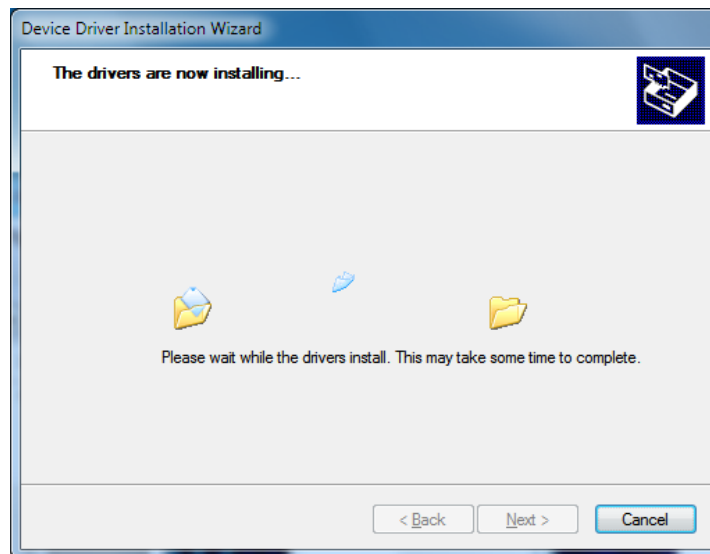 Device Driver Installation Wizard
The drivers are now installing...
Please wait while the drivers install. This may take some time to complete.
< Back
Next >
Cancel